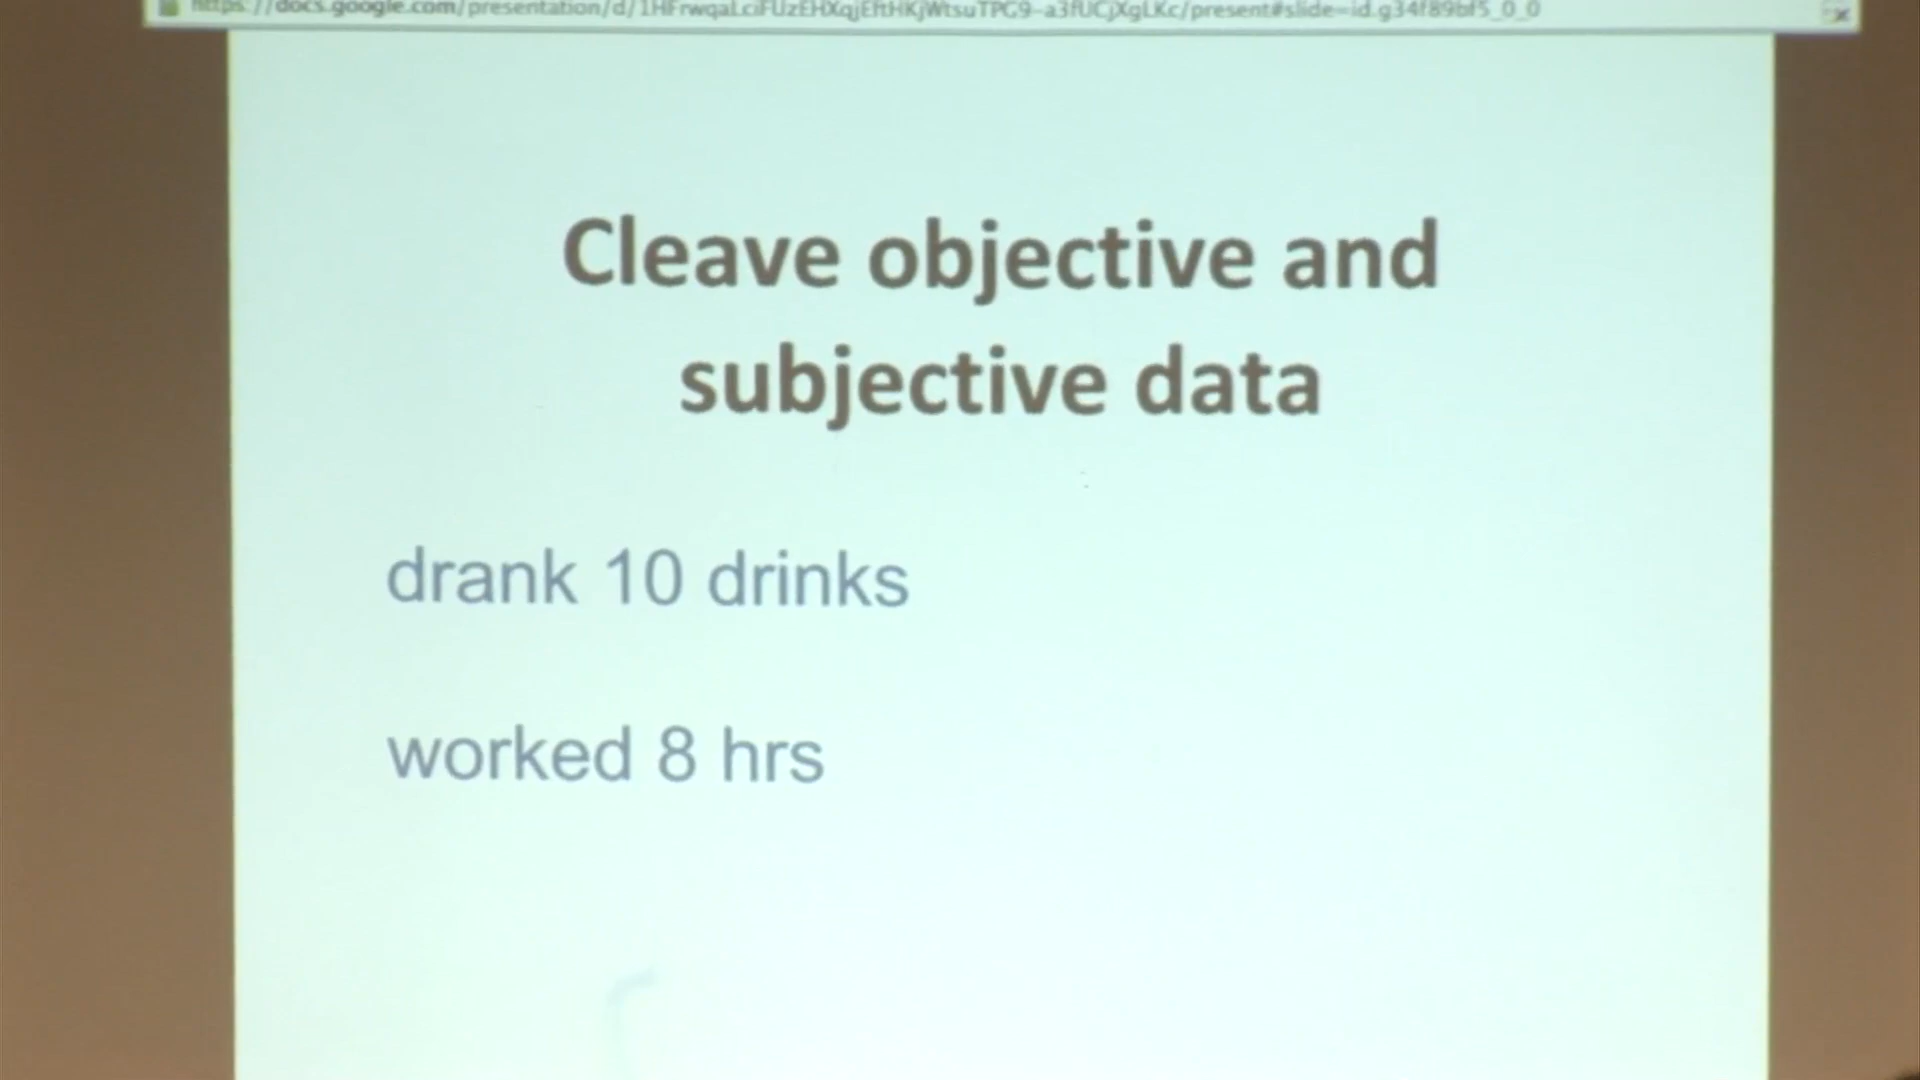 Cleave objective and
subjective data
drank 10 drinks
worked 8 hrs